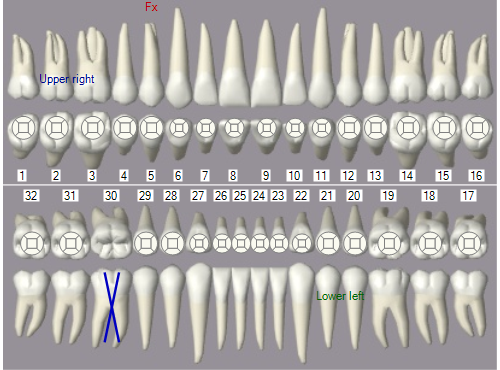 Fx
Upper right
1 2 3 4 5 6 7 8 9 10 11 12 13 14 15 16
32 31 30 29 28 27 26 25 24 23 22 21 20 19 18 17
Lower left